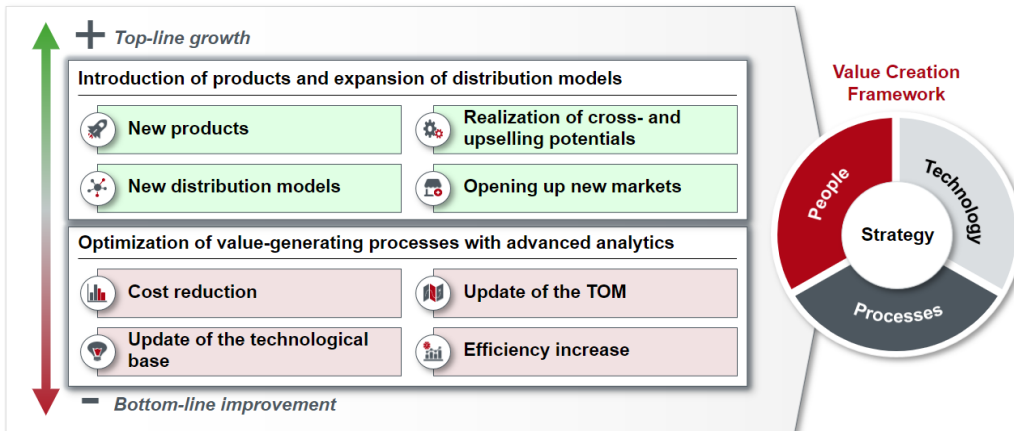 + Top-line growth
Introduction of products and expansion of distribution models
New products
Realization of cross- and
upselling potentials
New distribution models
Opening up new markets
Optimization of value-generating processes with advanced analytics
Cost reduction
Update of the TOM
Update of the technological
base
Efficiency increase
- Bottom-line improvement
Value Creation
Framework
People
Technology
Strategy
Processes